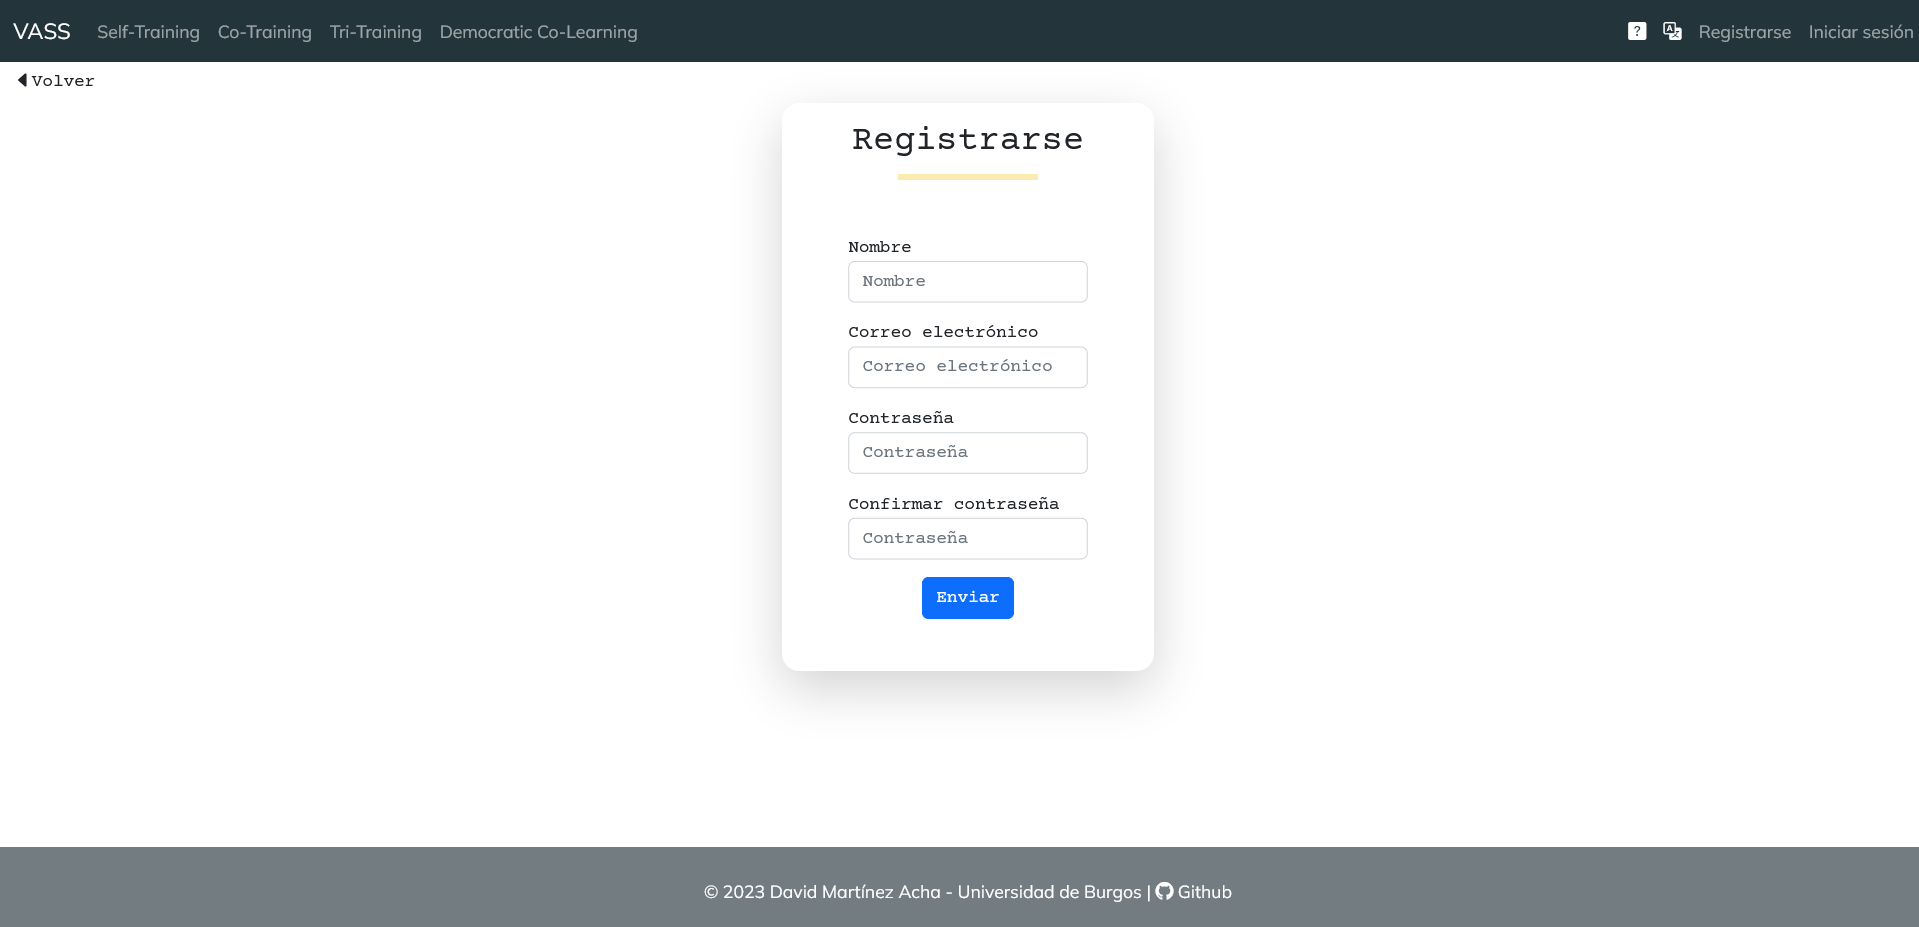 VASS Self-Training Co-Training Tri-Training Democratic Co-Learning Registrarse Iniciar sesión
Volver
Registrarse
Nombre
Nombre
Correo electrónico
Correo electrónico
Contraseña
Contraseña
Confirmar contraseña
Contraseña
Enviar
© 2023 David Martínez Acha - Universidad de Burgos | Github